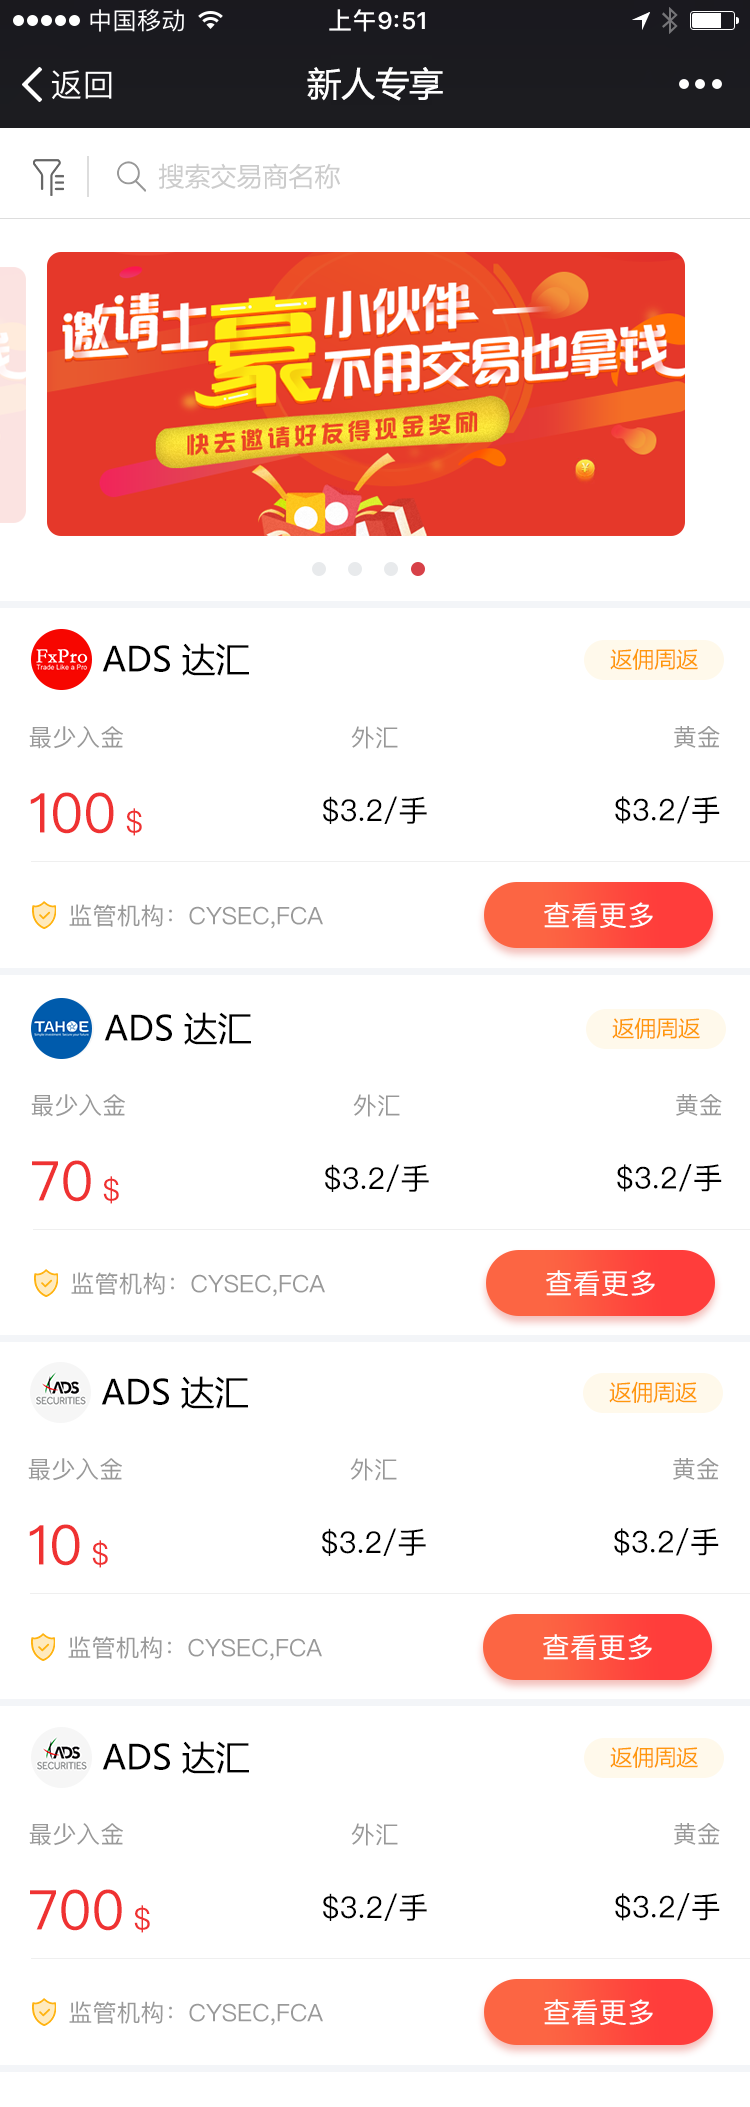 中国移动
上午9:51
返回
新人专享
搜索交易商名称
钱
邀请土豪小伙伴
不用交易也拿钱
快去邀请好友得现金奖励
FxPro
Trade Like a Pro
ADS 达汇
返佣周返
最少入金 外汇 黄金
100 $ $3.2/手 $3.2/手
监管机构：CYSEC,FCA
查看更多
TAHOE
ADS 达汇
返佣周返
最少入金 外汇 黄金
70 $ $3.2/手 $3.2/手
监管机构：CYSEC,FCA
查看更多
ADS
SECURITIES
ADS 达汇
返佣周返
最少入金 外汇 黄金
10 $ $3.2/手 $3.2/手
监管机构：CYSEC,FCA
查看更多
ADS
SECURITIES
ADS 达汇
返佣周返
最少入金 外汇 黄金
700 $ $3.2/手 $3.2/手
监管机构：CYSEC,FCA
查看更多